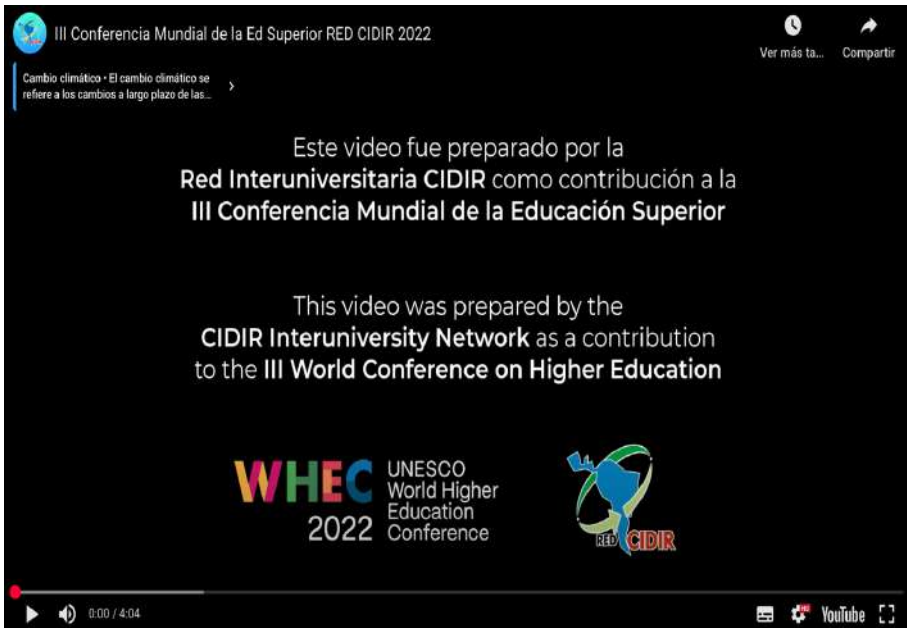 III Conferencia Mundial de la Ed Superior RED CIDIR 2022
Ver más ta...
Compartir
Cambio climático • El cambio climático se
refiere a los cambios a largo plazo de las...
Este video fue preparado por la
Red Interuniversitaria CIDIR como contribución a la
III Conferencia Mundial de la Educación Superior
This video was prepared by the
CIDIR Interuniversity Network as a contribution
to the III World Conference on Higher Education
WHEC
2022
UNESCO
World Higher
Education
Conference
RED CIDIR
0:00 / 4:04
YouTube